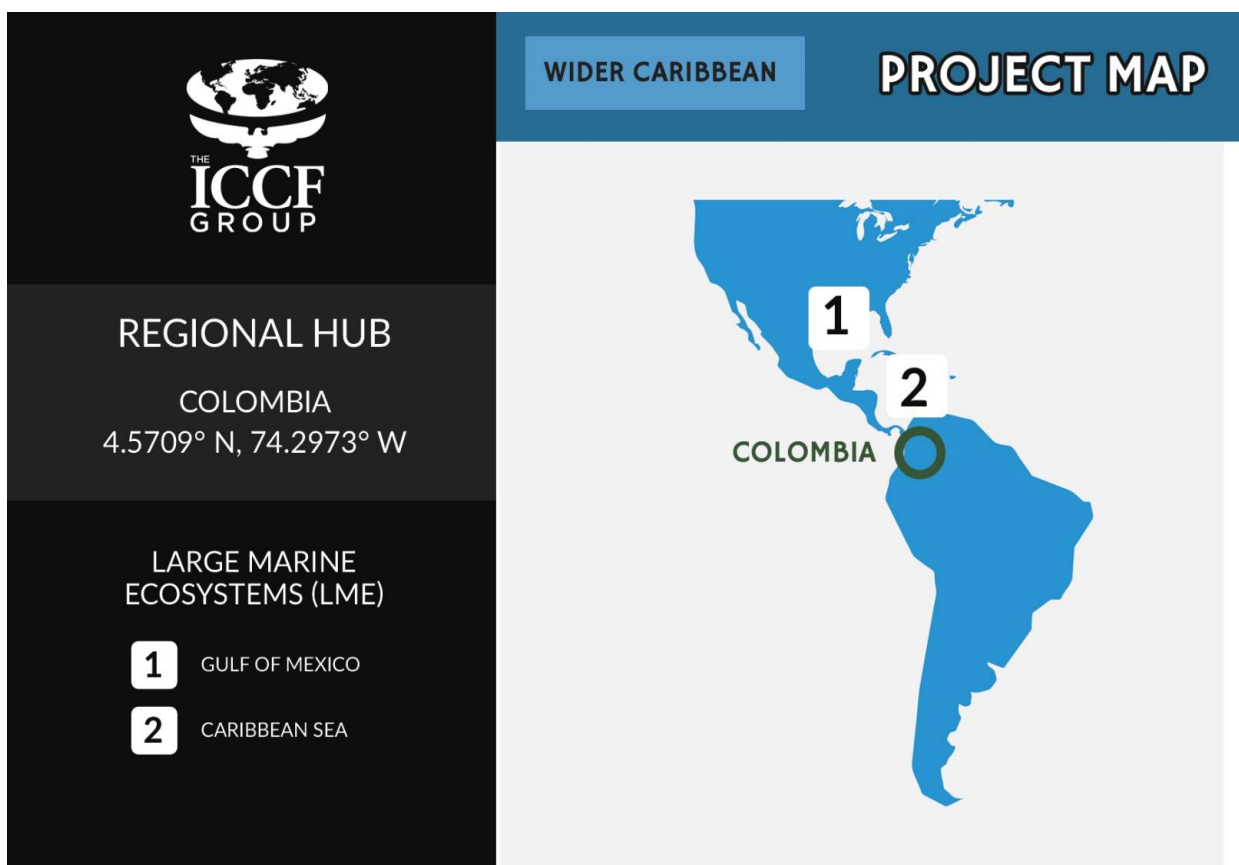 THE
ICCF
GROUP
REGIONAL HUB
COLOMBIA
4.5709° N, 74.2973° W
LARGE MARINE
ECOSYSTEMS (LME)
1 GULF OF MEXICO
2 CARIBBEAN SEA
WIDER CARIBBEAN
PROJECT MAP
1
2
COLOMBIA